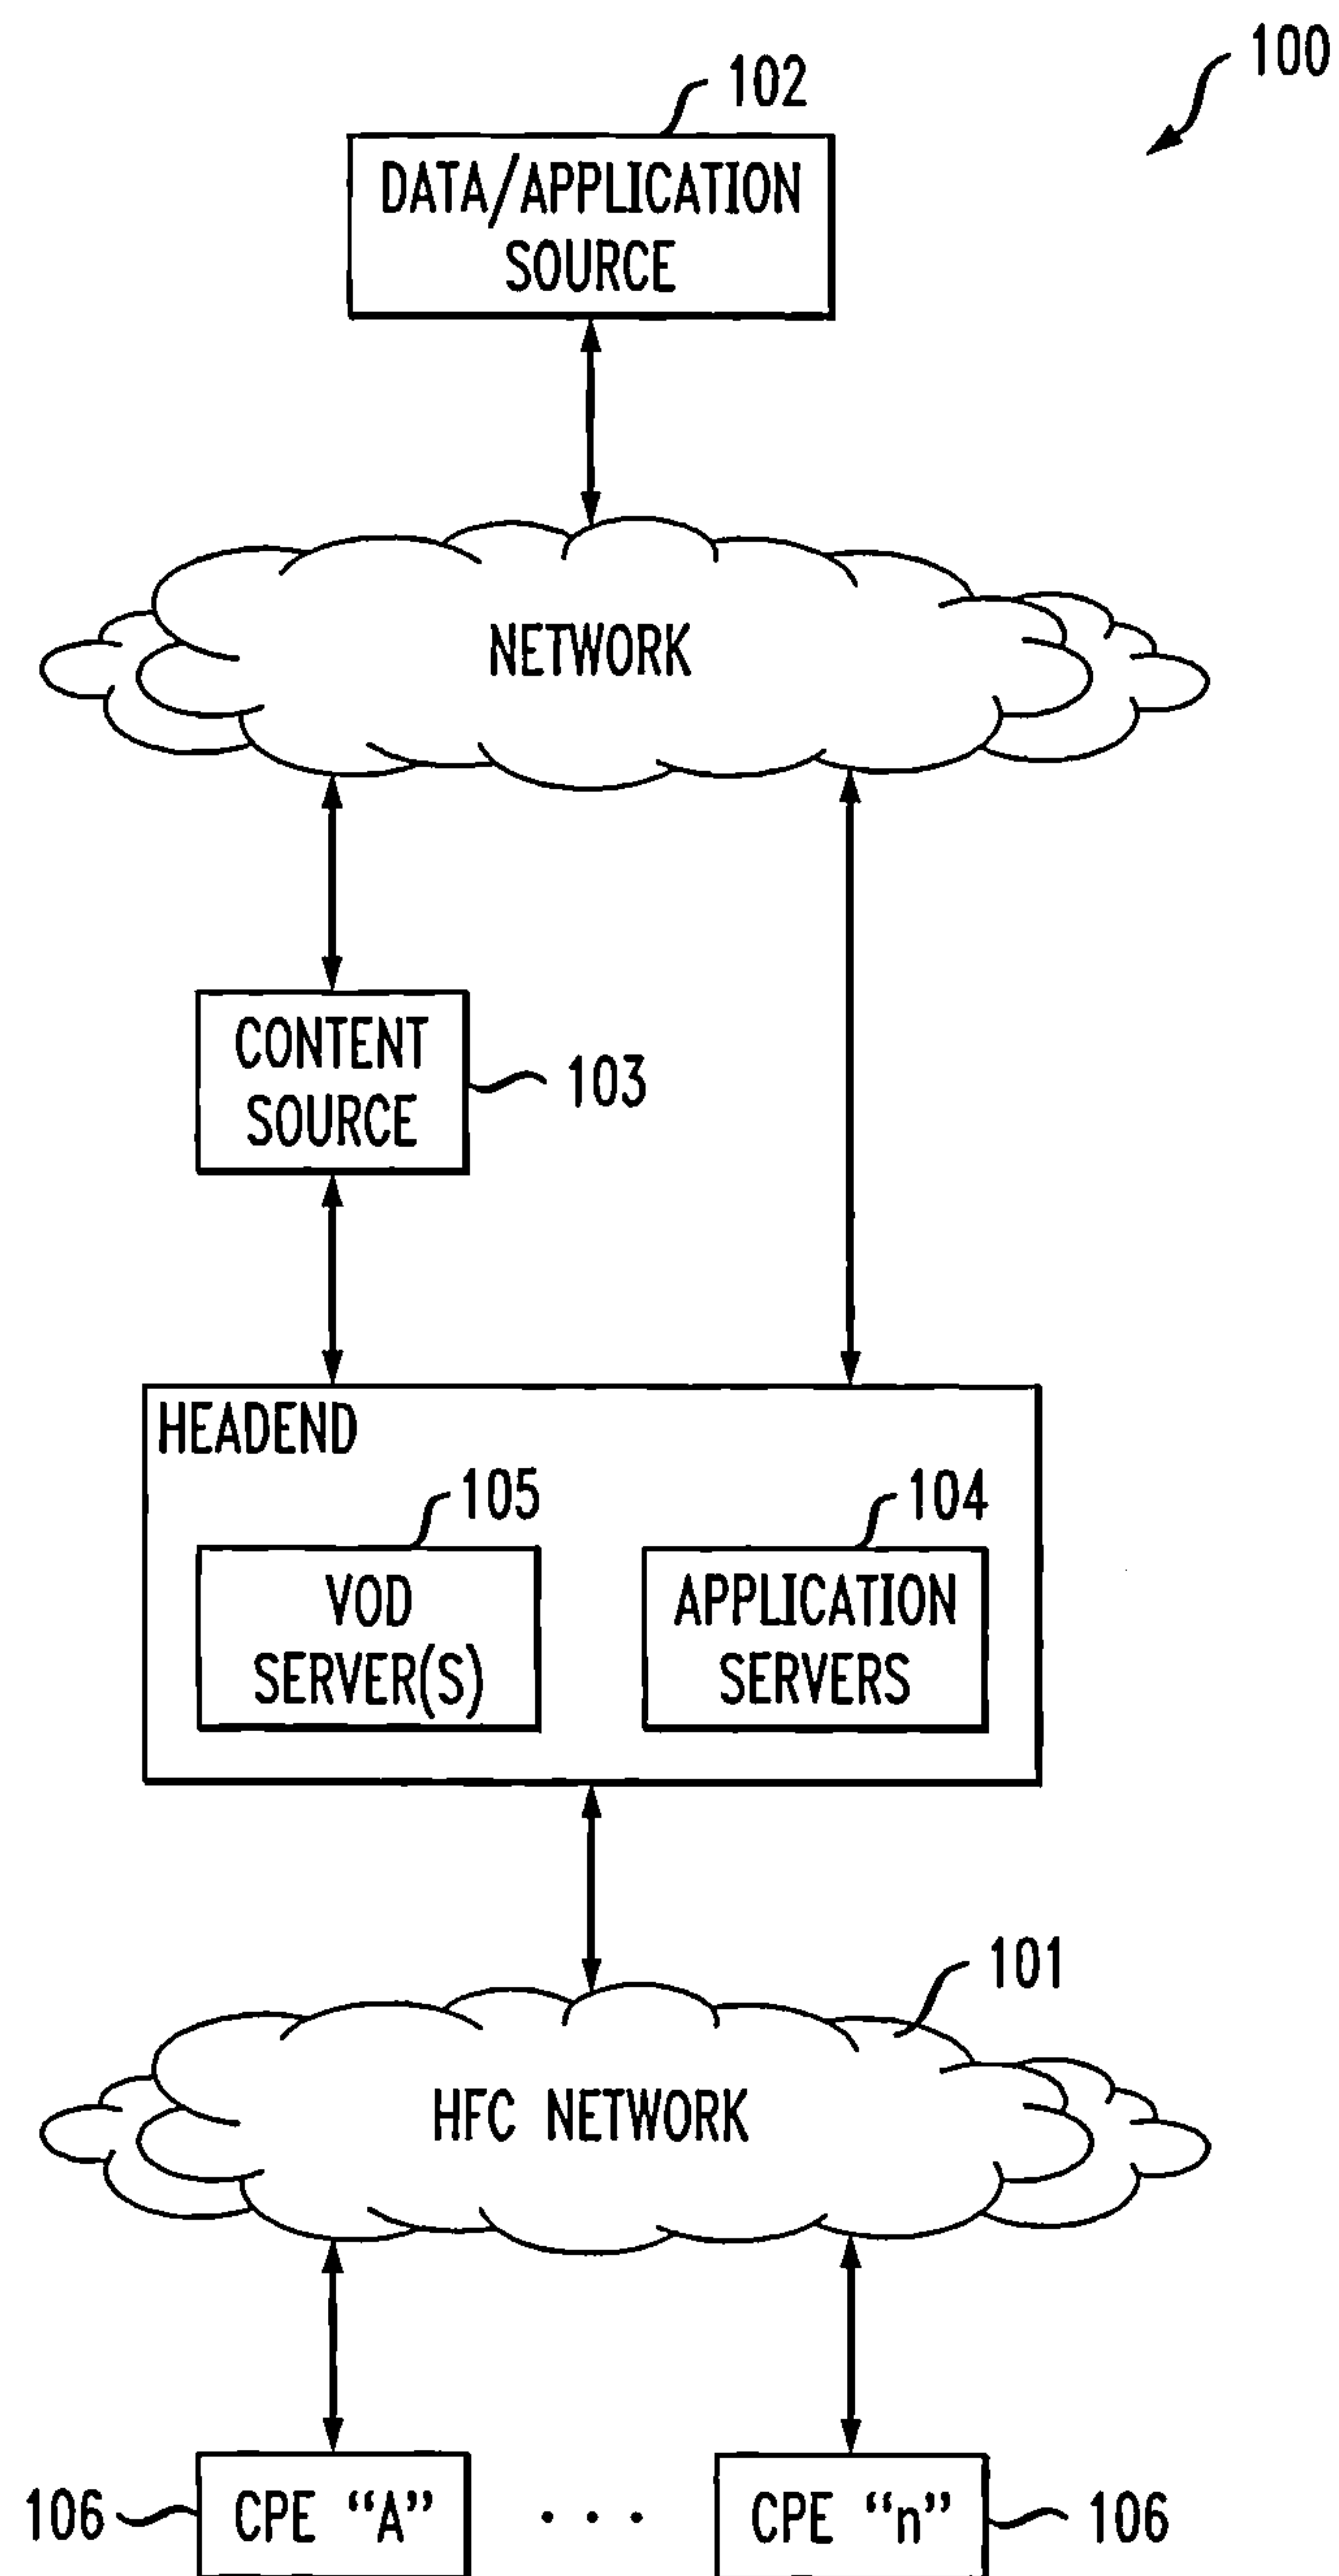 100
102
DATA/APPLICATION
SOURCE
NETWORK
CONTENT
SOURCE
103
HEADEND
105
104
VOD
SERVER(S)
APPLICATION
SERVERS
101
HFC NETWORK
106
CPE “A”
. . .
CPE “n”
106